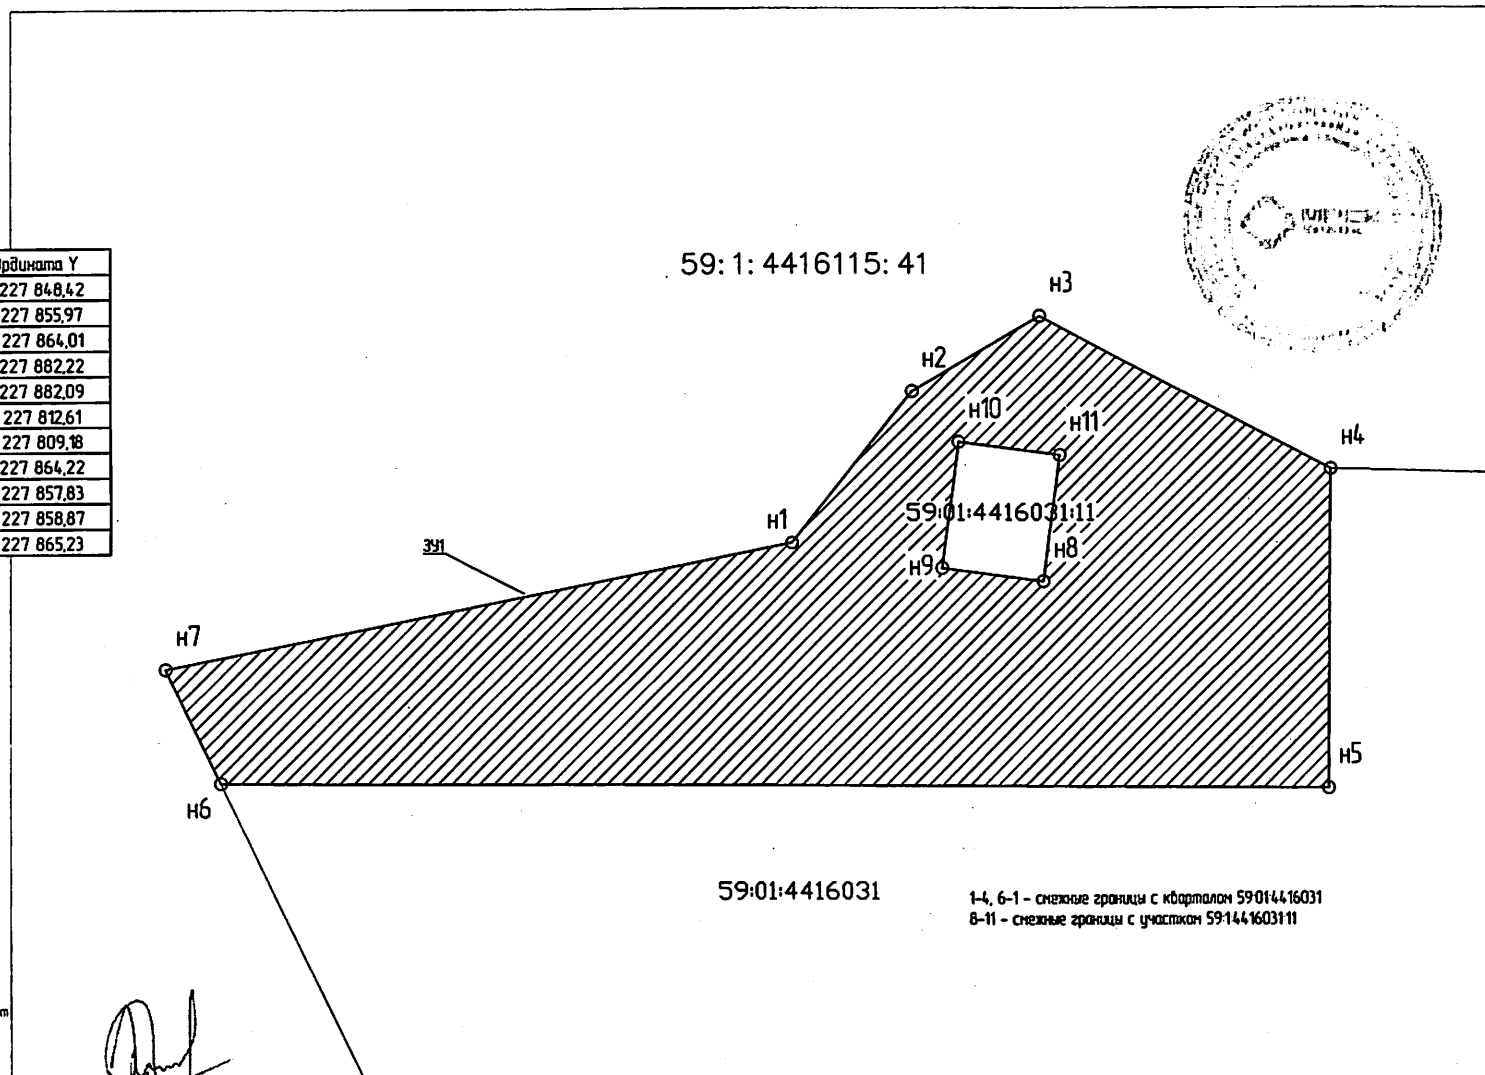 59: 1: 4416115: 41
ордината Y
227 848,42
227 855,97
227 864,01
227 882,22
227 882,09
227 812,61
227 809,18
227 864,22
227 857,83
227 858,87
227 865,23
н3
н2
н10
н11
н4
59:01:4416031:11
н1
ЗУ1
н9
н8
н7
н5
н6
59:01:4416031
1-4, 6-1 - смежные границы с кварталом 59:01:4416031
8-11 - смежные границы с участком 59:1:4416031:11